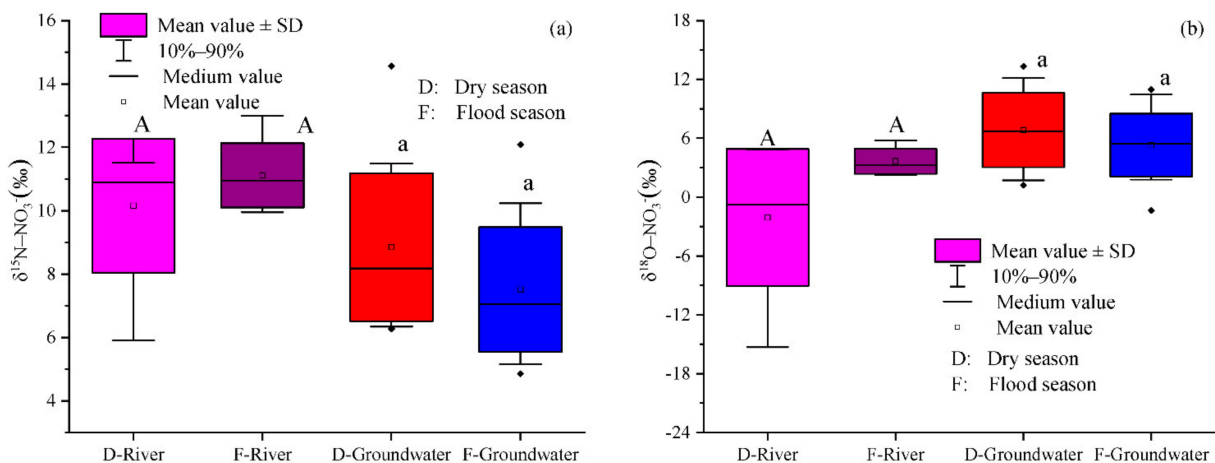 (a)
Mean value ± SD
10%–90%
Medium value
Mean value
D: Dry season
F: Flood season
A
A
a
a
δ¹⁵N–NO₃⁻(‰)
16
14
12
10
8
6
4
D-River
F-River
D-Groundwater
F-Groundwater
(b)
A
A
a
a
δ¹⁸O–NO₃⁻(‰)
18
12
6
0
-6
-12
-18
-24
Mean value ± SD
10%–90%
Medium value
Mean value
D: Dry season
F: Flood season
D-River
F-River
D-Groundwater
F-Groundwater